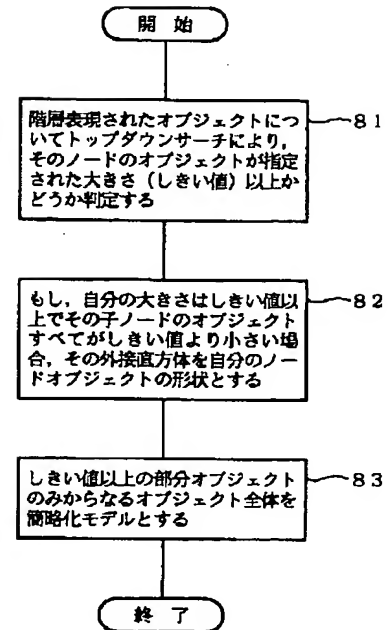 開始
階層表現されたオブジェクトにつ
いてトップダウンサーチにより，
そのノードのオブジェクトが指定
された大きさ（しきい値）以上か
どうか判定する
81
もし，自分の大きさはしきい値以
上でその子ノードのオブジェクト
すべてがしきい値より小さい場
合，その外接直方体を自分のノー
ドオブジェクトの形状とする
82
しきい値以上の部分オブジェクト
のみからなるオブジェクト全体を
簡略化モデルとする
83
終了